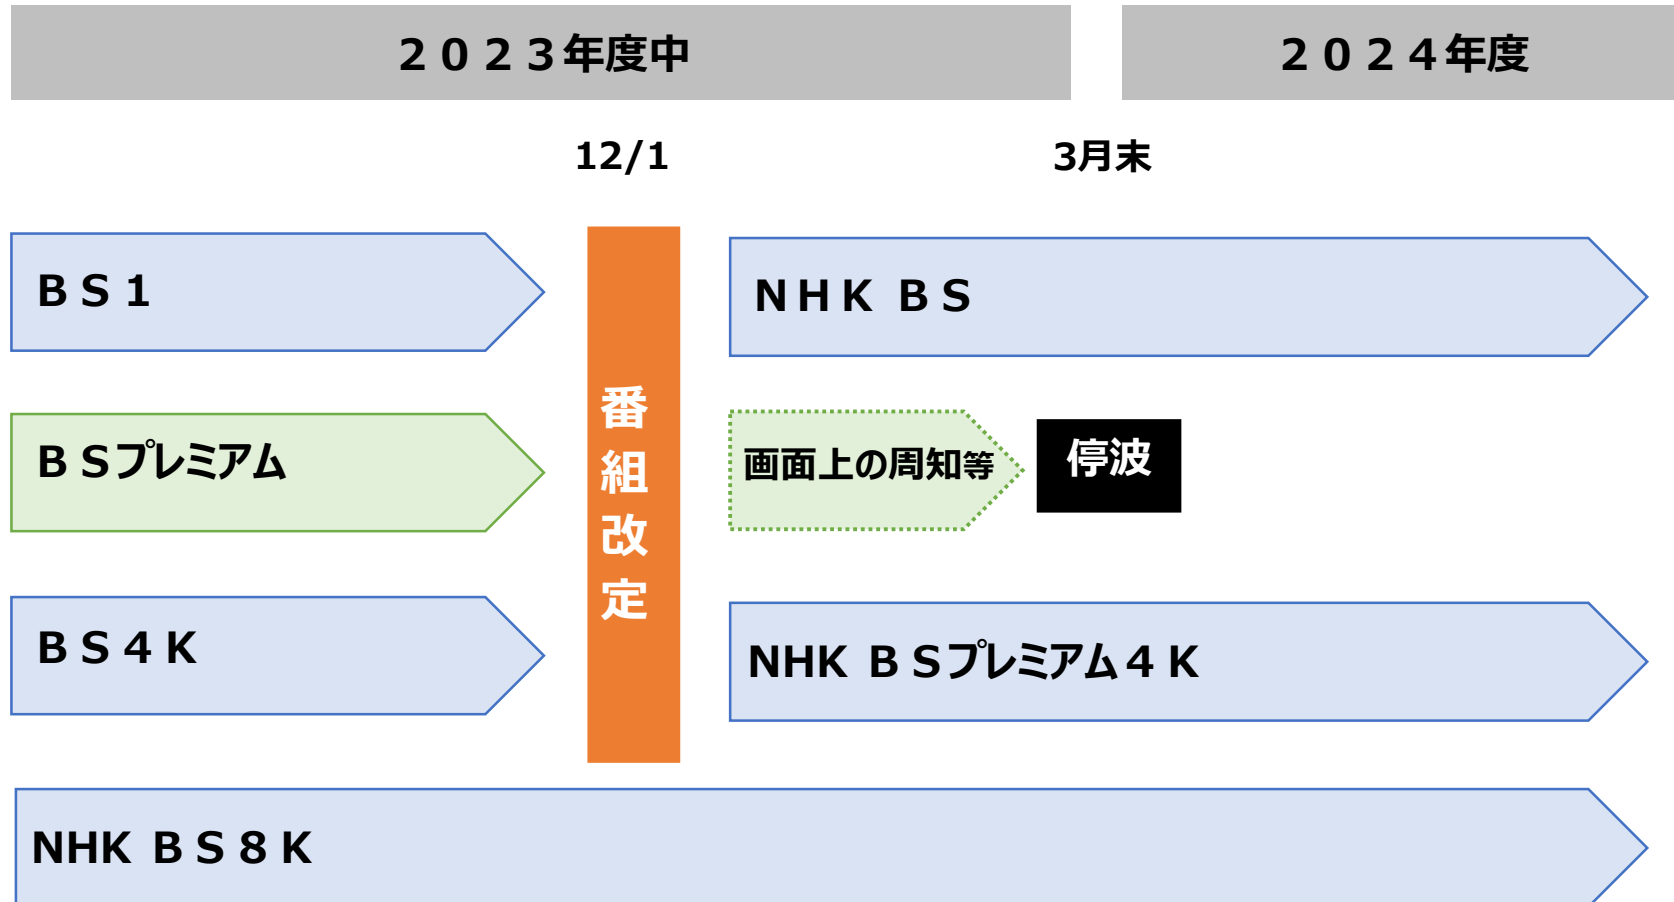 ２０２３年度中
２０２４年度
12/1
3月末
ＢＳ１
ＮＨＫ ＢＳ
番組改定
ＢＳプレミアム
画面上の周知等
停波
ＢＳ４Ｋ
NHK ＢＳプレミアム４Ｋ
NHK ＢＳ８Ｋ